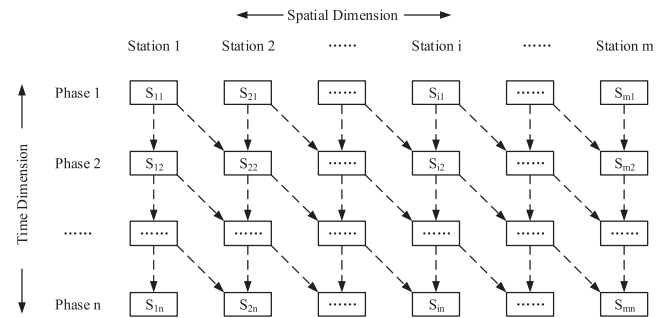 Spatial Dimension
Station 1 Station 2 ······ Station i ······ Station m
Phase 1 S₁₁ S₂₁ ······ Sᵢ₁ ······ Sₘ₁
Phase 2 S₁₂ S₂₂ ······ Sᵢ₂ ······ Sₘ₂
······ ······ ······ ······ ······ ······ ······
Phase n S₁ₙ S₂ₙ ······ Sᵢₙ ······ Sₘₙ
Time Dimension